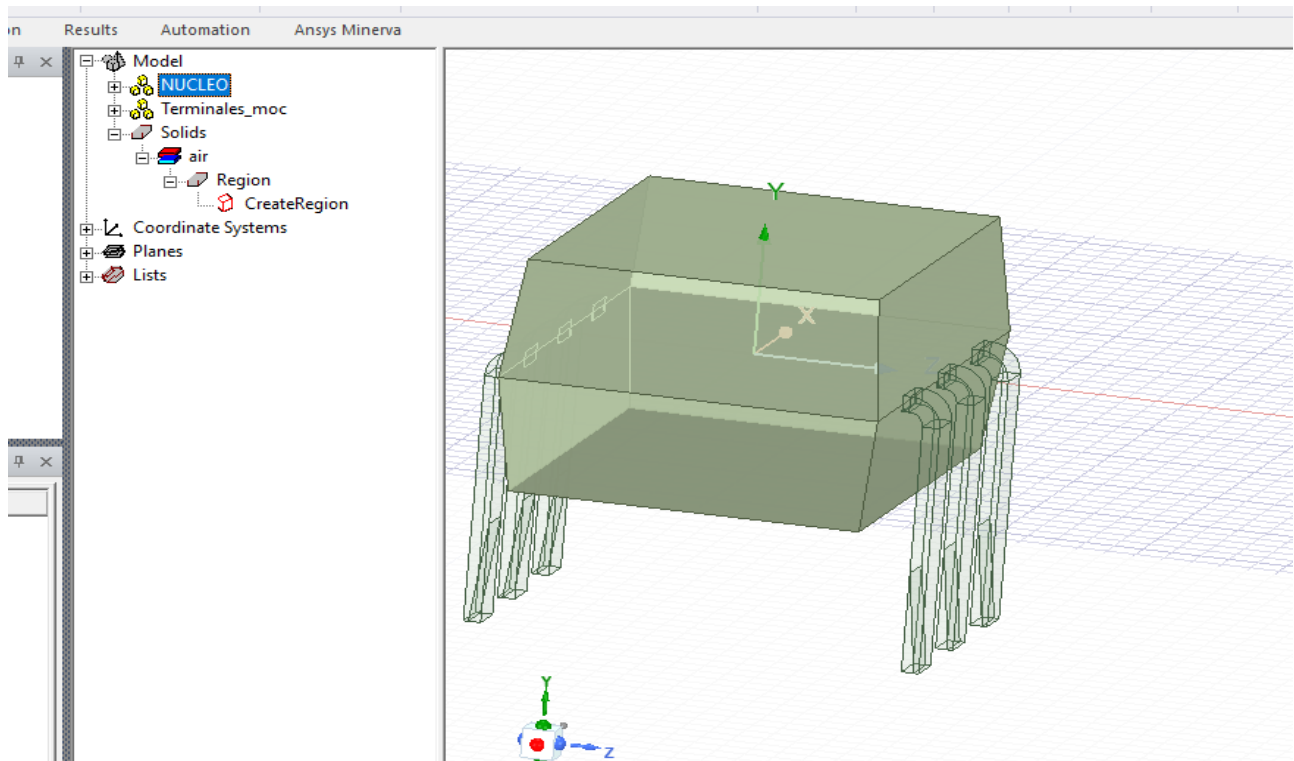 on Results Automation Ansys Minerva
Model
NUCLEO
Terminales_moc
Solids
air
Region
CreateRegion
Coordinate Systems
Planes
Lists
Y
X
Z
Y
Z